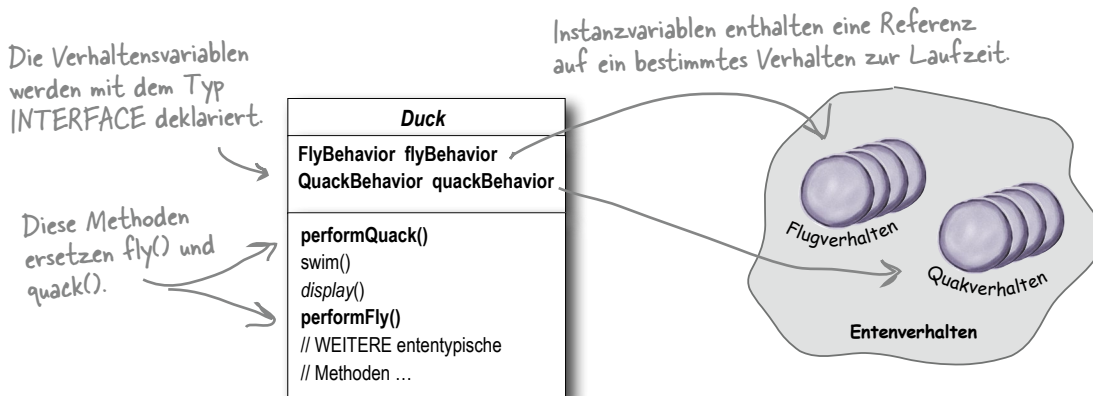 Die Verhaltensvariablen
werden mit dem Typ
INTERFACE deklariert.
Instanzvariablen enthalten eine Referenz
auf ein bestimmtes Verhalten zur Laufzeit.
Duck
FlyBehavior flyBehavior
QuackBehavior quackBehavior
Diese Methoden
ersetzen fly() und
quack().
performQuack()
swim()
display()
performFly()
// WEITERE ententypische
// Methoden …
Flugverhalten
Quakverhalten
Entenverhalten